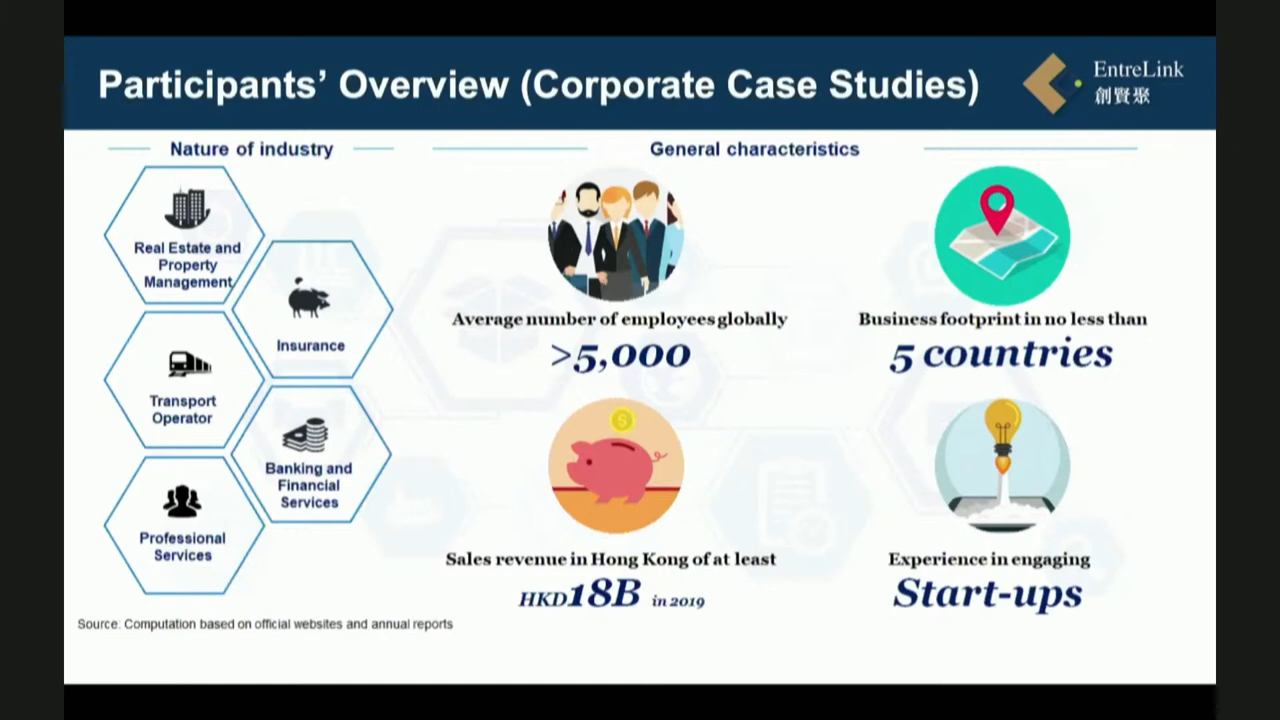 Participants’ Overview (Corporate Case Studies)
EntreLink
創賢聚
Nature of industry
Real Estate and
Property
Management
Insurance
Transport
Operator
Banking and
Financial
Services
Professional
Services
General characteristics
Average number of employees globally
>5,000
Business footprint in no less than
5 countries
Sales revenue in Hong Kong of at least
HKD18B in 2019
Experience in engaging
Start-ups
Source: Computation based on official websites and annual reports